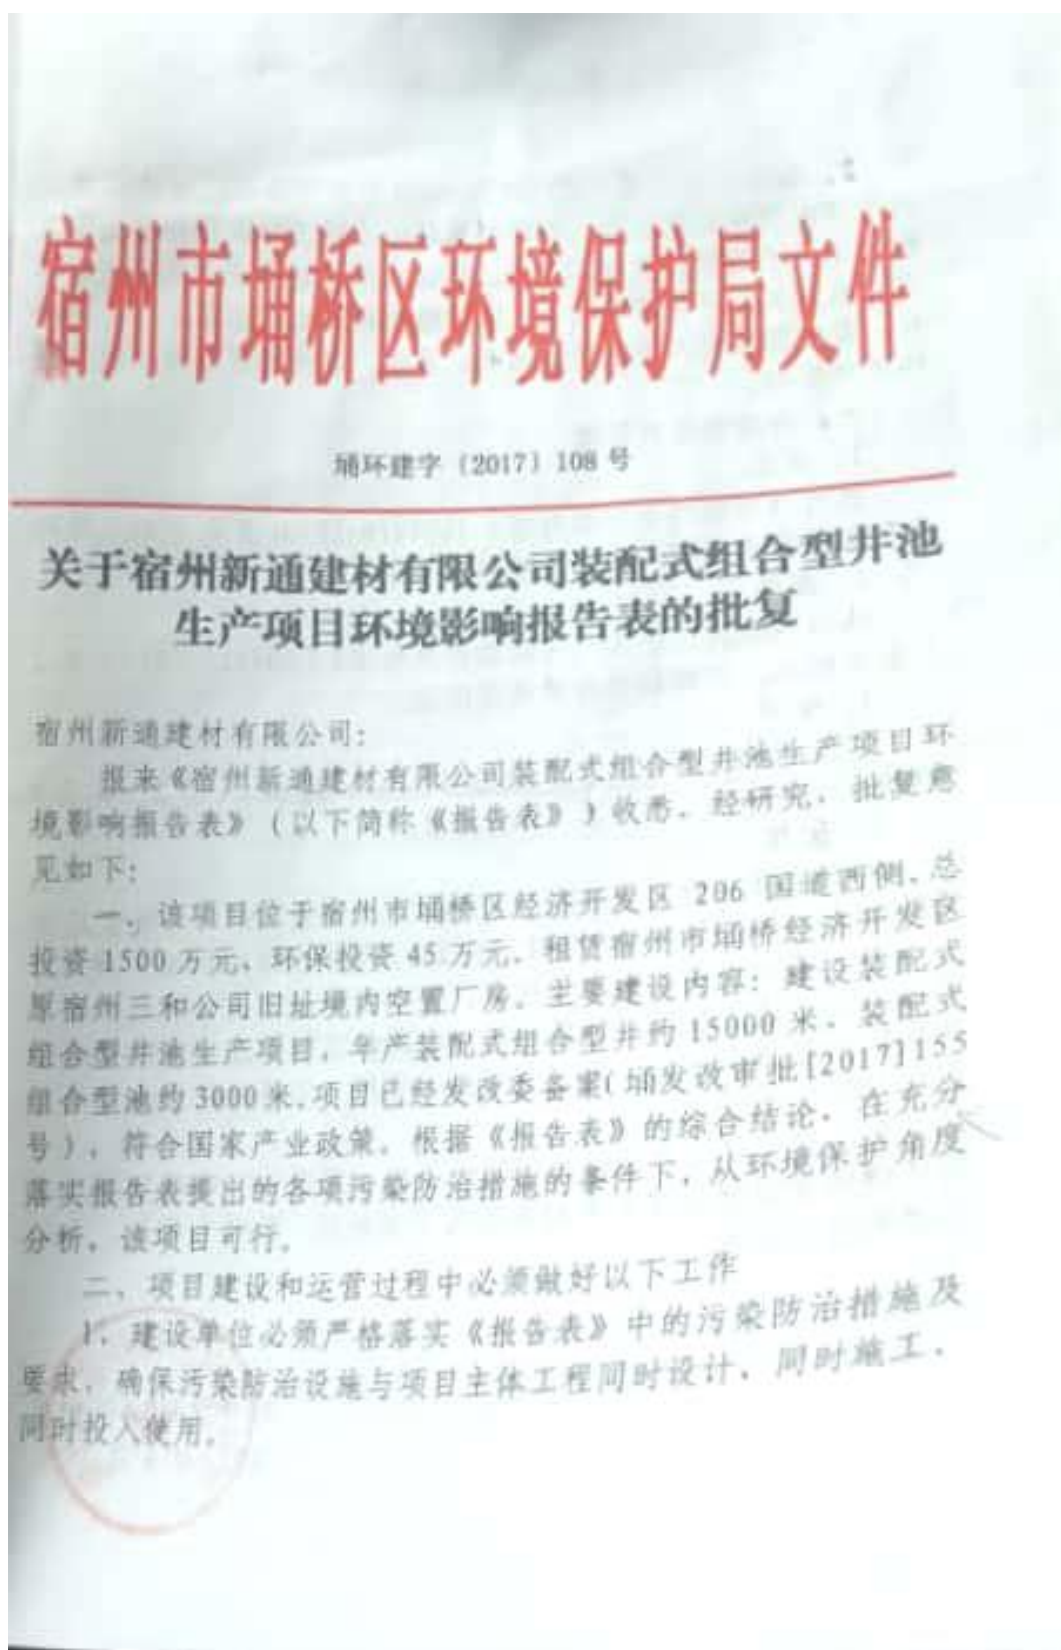 宿州市埇桥区环境保护局文件
埇环建字〔2017〕108号
关于宿州新通建材有限公司装配式组合型井池
生产项目环境影响报告表的批复
宿州新通建材有限公司：
报来《宿州新通建材有限公司装配式组合型井池生产项目环
境影响报告表》（以下简称《报告表》）收悉。经研究，批复意
见如下：
一、该项目位于宿州市埇桥区经济开发区 206 国道西侧，总
投资1500万元，环保投资45万元，租赁宿州市埇桥经济开发区
原宿州三和公司旧址境内空置厂房。主要建设内容：建设装配式
组合型井池生产项目，年产装配式组合型井约15000米、装配式
组合型池约3000米。项目已经发改委备案(埇发改审批[2017]155
号)，符合国家产业政策。根据《报告表》的综合结论，在充分
落实报告表提出的各项污染防治措施的条件下，从环境保护角度
分析，该项目可行。
二、项目建设和运营过程中必须做好以下工作
1、建设单位必须严格落实《报告表》中的污染防治措施及
要求，确保污染防治设施与项目主体工程同时设计、同时施工、
同时投入使用。